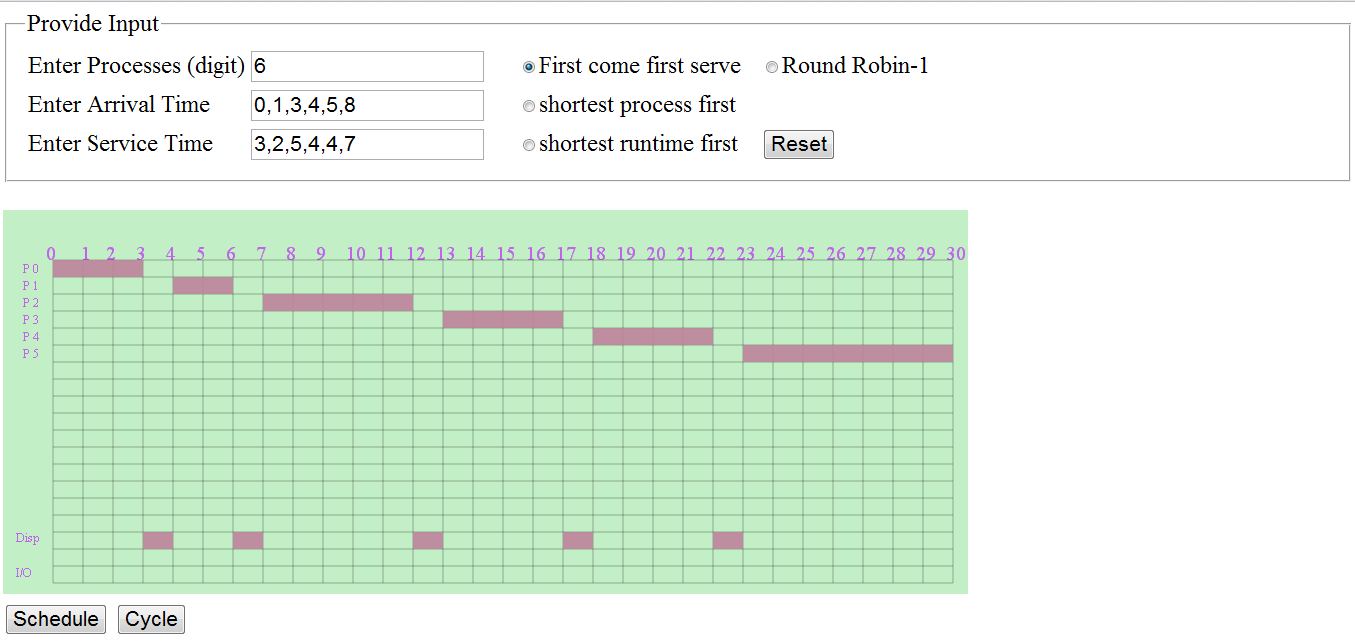 Provide Input
Enter Processes (digit) 6 First come first serve Round Robin-1
Enter Arrival Time 0,1,3,4,5,8 shortest process first
Enter Service Time 3,2,5,4,4,7 shortest runtime first Reset
0 1 2 3 4 5 6 7 8 9 10 11 12 13 14 15 16 17 18 19 20 21 22 23 24 25 26 27 28 29 30
P 0
P 1
P 2
P 3
P 4
P 5
Disp
I/O
Schedule Cycle